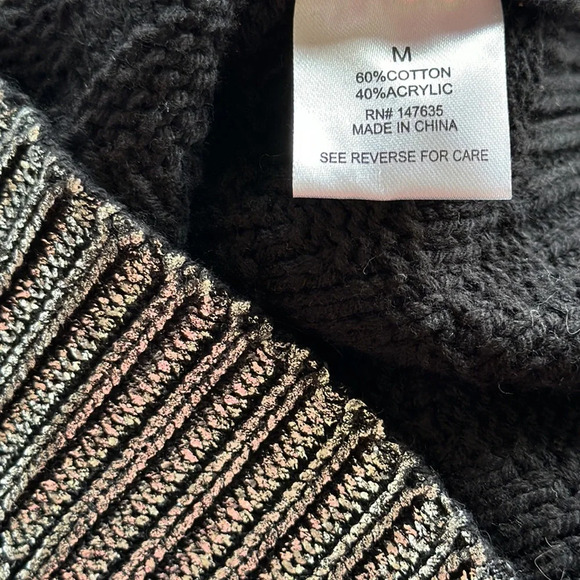 M
60%COTTON
40%ACRYLIC
RN# 147635
MADE IN CHINA
SEE REVERSE FOR CARE